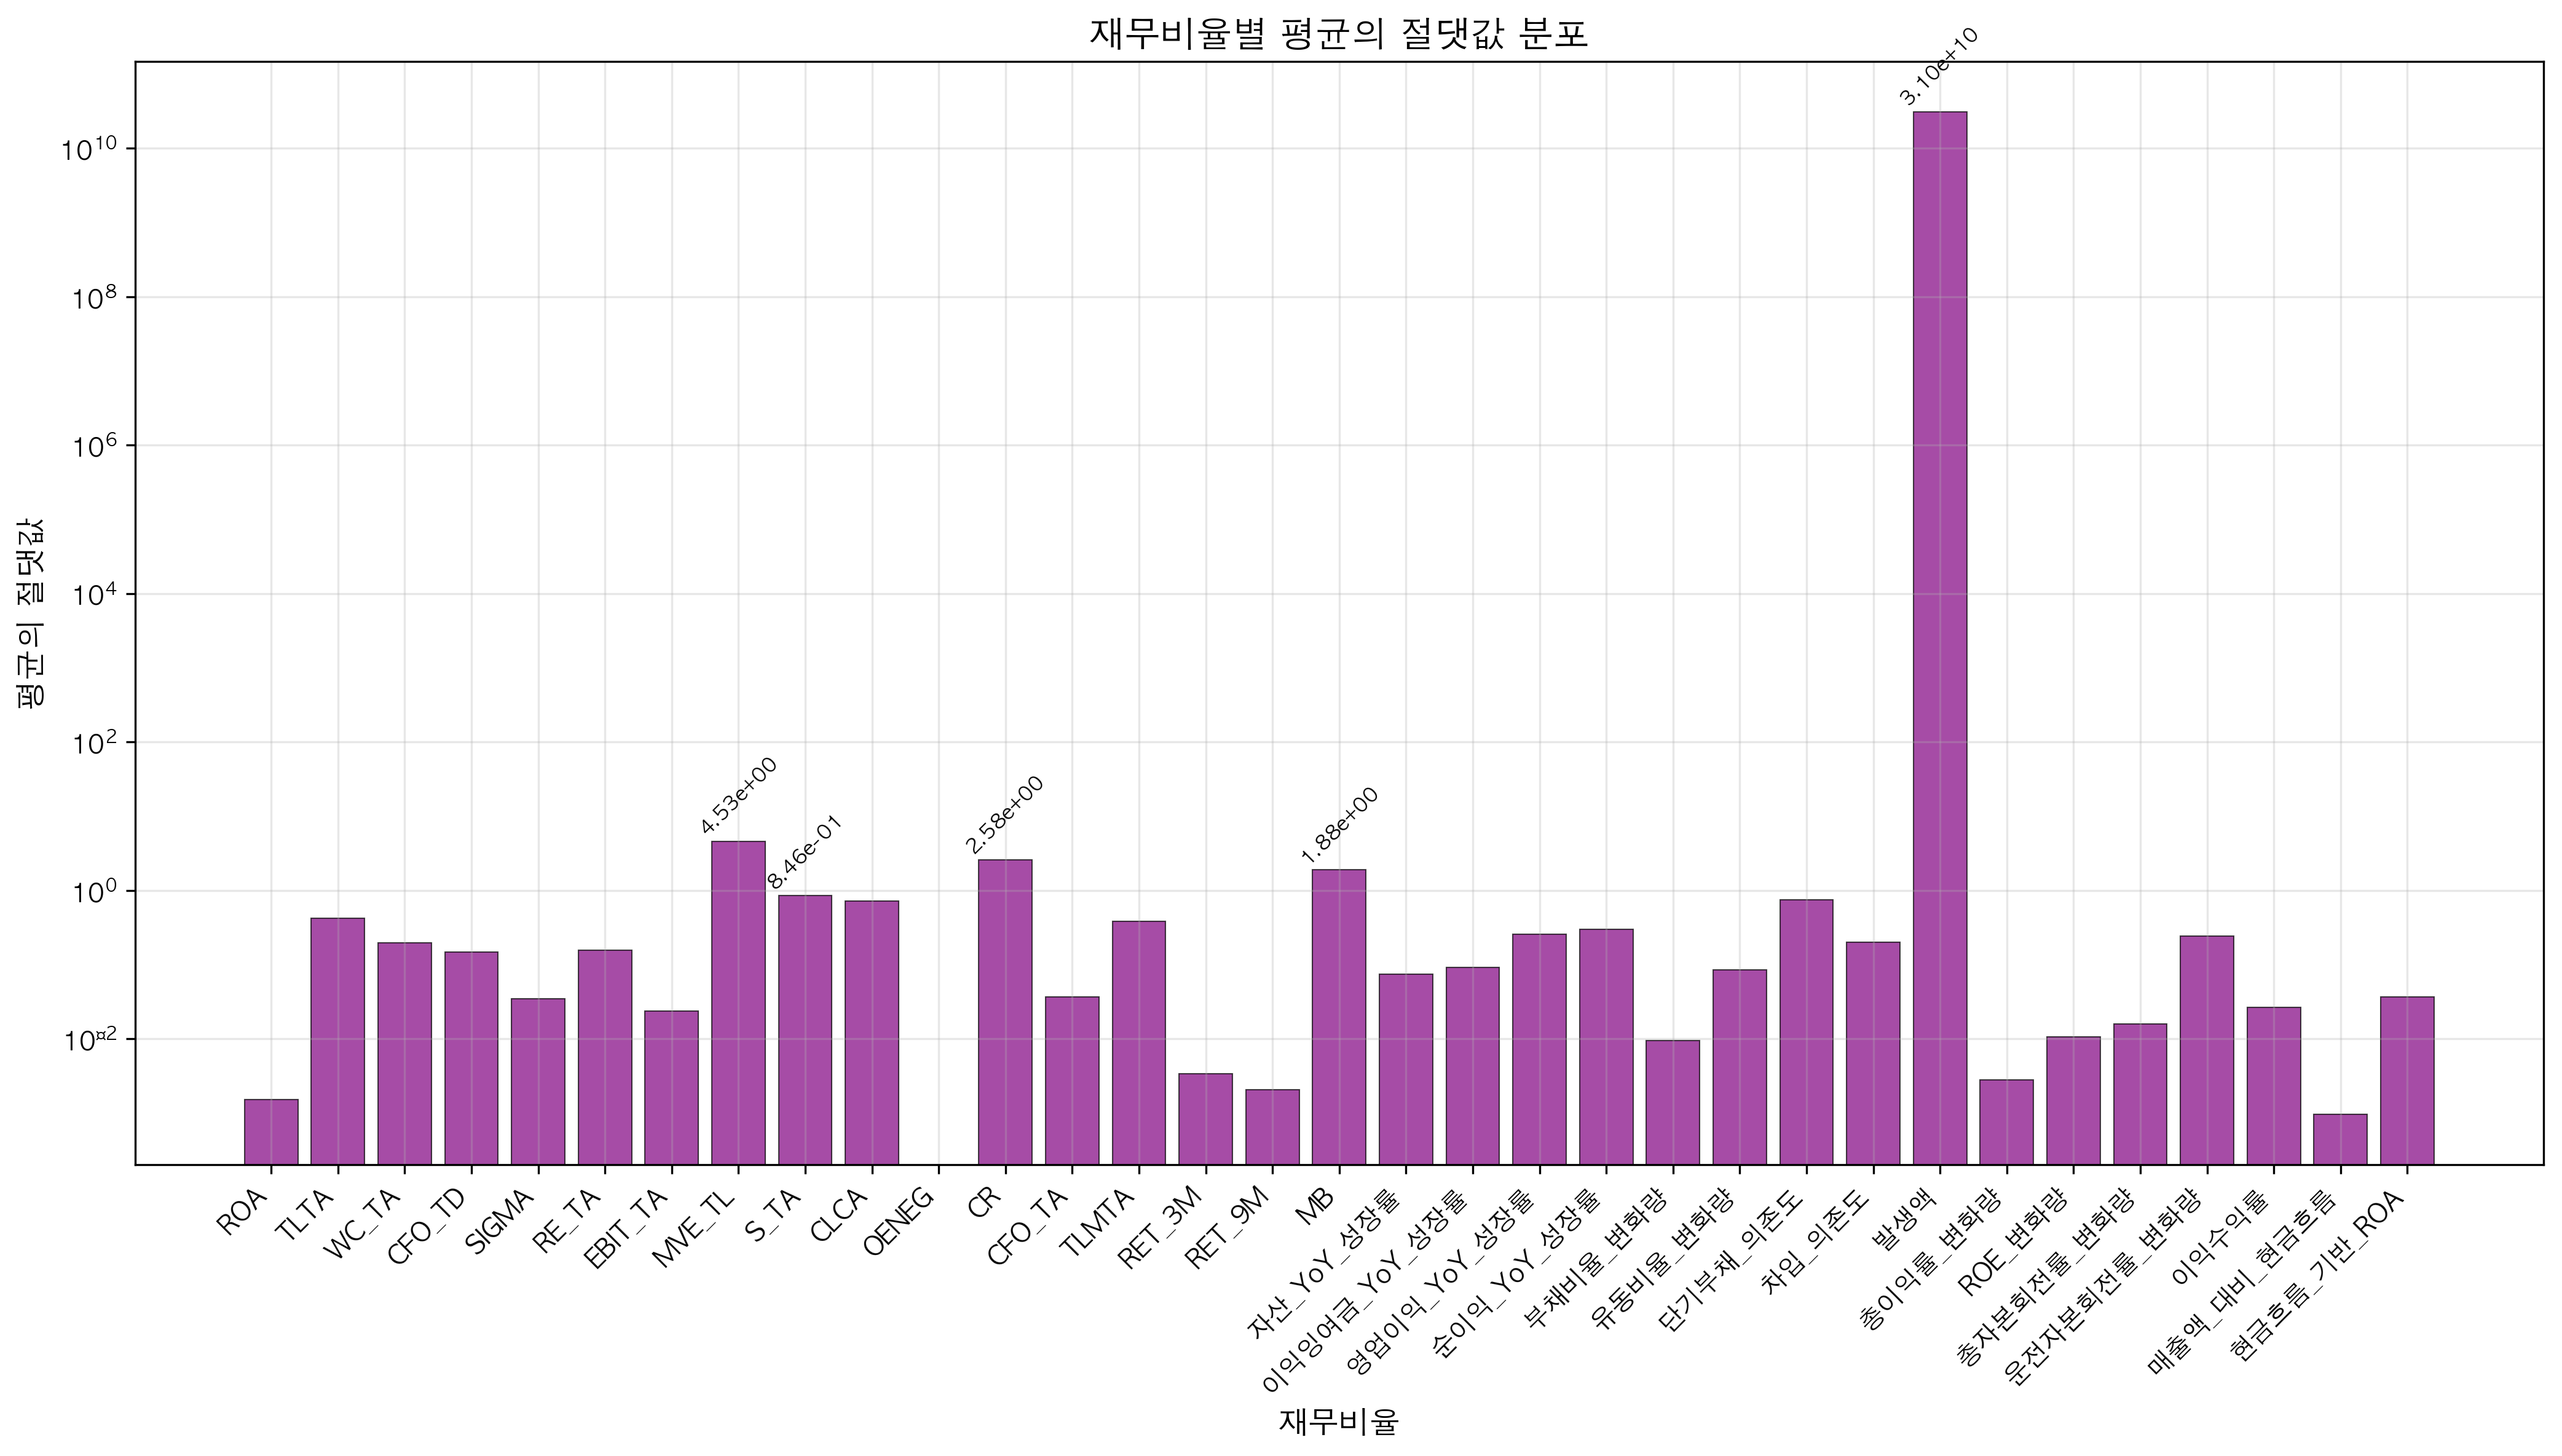 재무비율별 평균의 절댓값 분포
평균의 절댓값
10^10
10^8
10^6
10^4
10^2
10^0
10^¤2
4.53e+00
8.46e-01
2.58e+00
1.88e+00
3.10e+10
ROA
TLTA
WC_TA
CFO_TD
SIGMA
RE_TA
EBIT_TA
MVE_TL
S_TA
CLCA
OENEG
CR
CFO_TA
TLMTA
RET_3M
RET_9M
MB
자산_YoY_성장률
이익잉여금_YoY_성장률
영업이익_YoY_성장률
순이익_YoY_성장률
부채비율_변화량
유동비율_변화량
단기부채_의존도
차입_의존도
발생액
총이익률_변화량
ROE_변화량
총자본회전률_변화량
운전자본회전률_변화량
이익수익률
매출액_대비_현금흐름
현금흐름_기반_ROA
재무비율